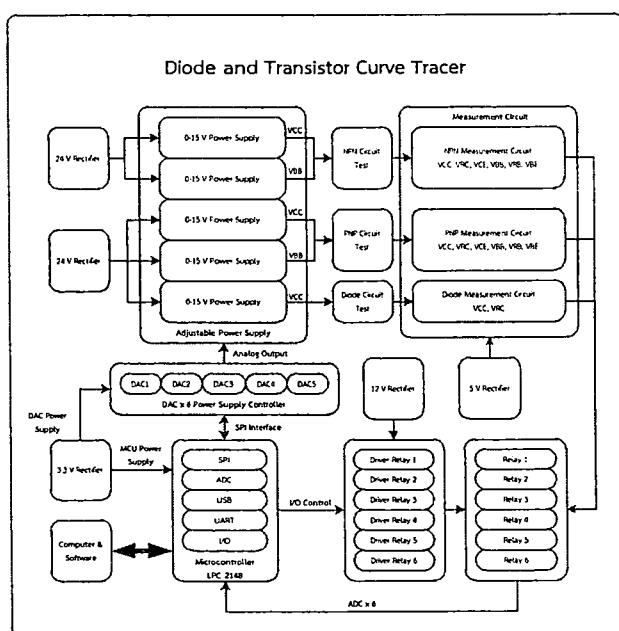 Diode and Transistor Curve Tracer
Measurement Circuit
24 V Rectifier
0-15 V Power Supply
VCC
NPN Circuit
Test
NPN Measurement Circuit
VCC, VRC, VCE, VBB, VRB, VBE
0-15 V Power Supply
VBB
24 V Rectifier
0-15 V Power Supply
VCC
PNP Circuit
Test
PNP Measurement Circuit
VCC, VRC, VCE, VBB, VRB, VBE
0-15 V Power Supply
VBB
0-15 V Power Supply
VCC
Diode Circuit
Test
Diode Measurement Circuit
VCC, VRC
Adjustable Power Supply
Analog Output
DAC1
DAC2
DAC3
DAC4
DAC5
DAC x 6 Power Supply Controller
12 V Rectifier
5 V Rectifier
DAC Power
Supply
SPI Interface
3.3 V Rectifier
MCU Power
Supply
SPI
ADC
USB
UART
I/O
Microcontroller
LPC 2148
I/O Control
Driver Relay 1
Driver Relay 2
Driver Relay 3
Driver Relay 4
Driver Relay 5
Driver Relay 6
Relay 1
Relay 2
Relay 3
Relay 4
Relay 5
Relay 6
Computer &
Software
ADC x 6